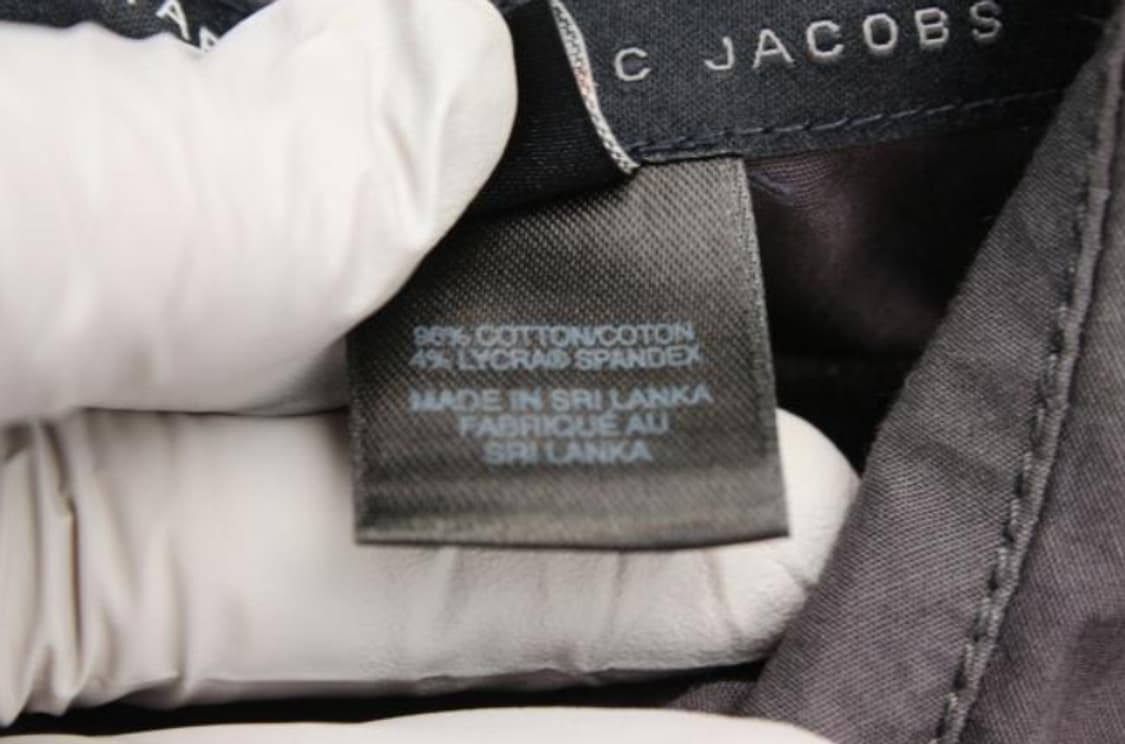 C JACOBS
96% COTTON/COTON
4% LYCRA® SPANDEX
MADE IN SRI LANKA
FABRIQUÉ AU
SRI LANKA